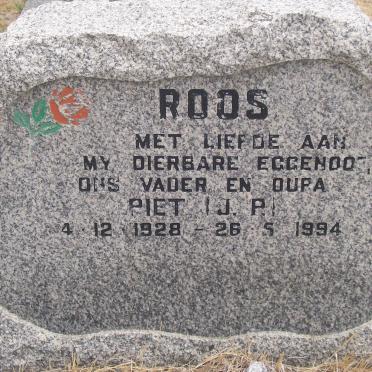 ROOS
MET LIEFDE AAN
MY DIERBARE EGGENOOT,
ONS VADER EN OUPA
PIET (J. P.)
4 · 12 · 1928 – 26 · 5 · 1994